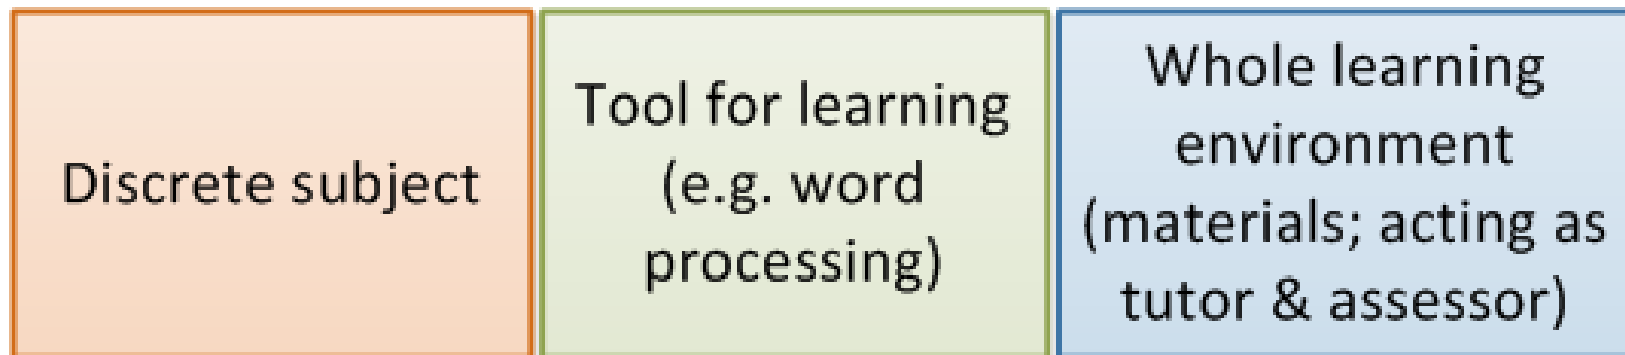 Discrete subject
Tool for learning
(e.g. word
processing)
Whole learning
environment
(materials; acting as
tutor & assessor)